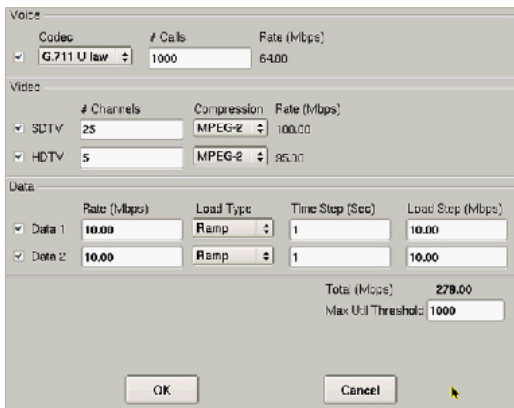 Voice
Codec # Calls Rate (Mbps)
G.711 U law 1000 64.00
Video
# Channels Compression Rate (Mbps)
SDTV 25 MPEG-2 100.00
HDTV 5 MPEG-2 95.00
Data
Rate (Mbps) Load Type Time Step (Sec) Load Step (Mbps)
Data 1 10.00 Ramp 1 10.00
Data 2 10.00 Ramp 1 10.00
Total (Mbps) 279.00
Max Util Threshold 1000
OK Cancel